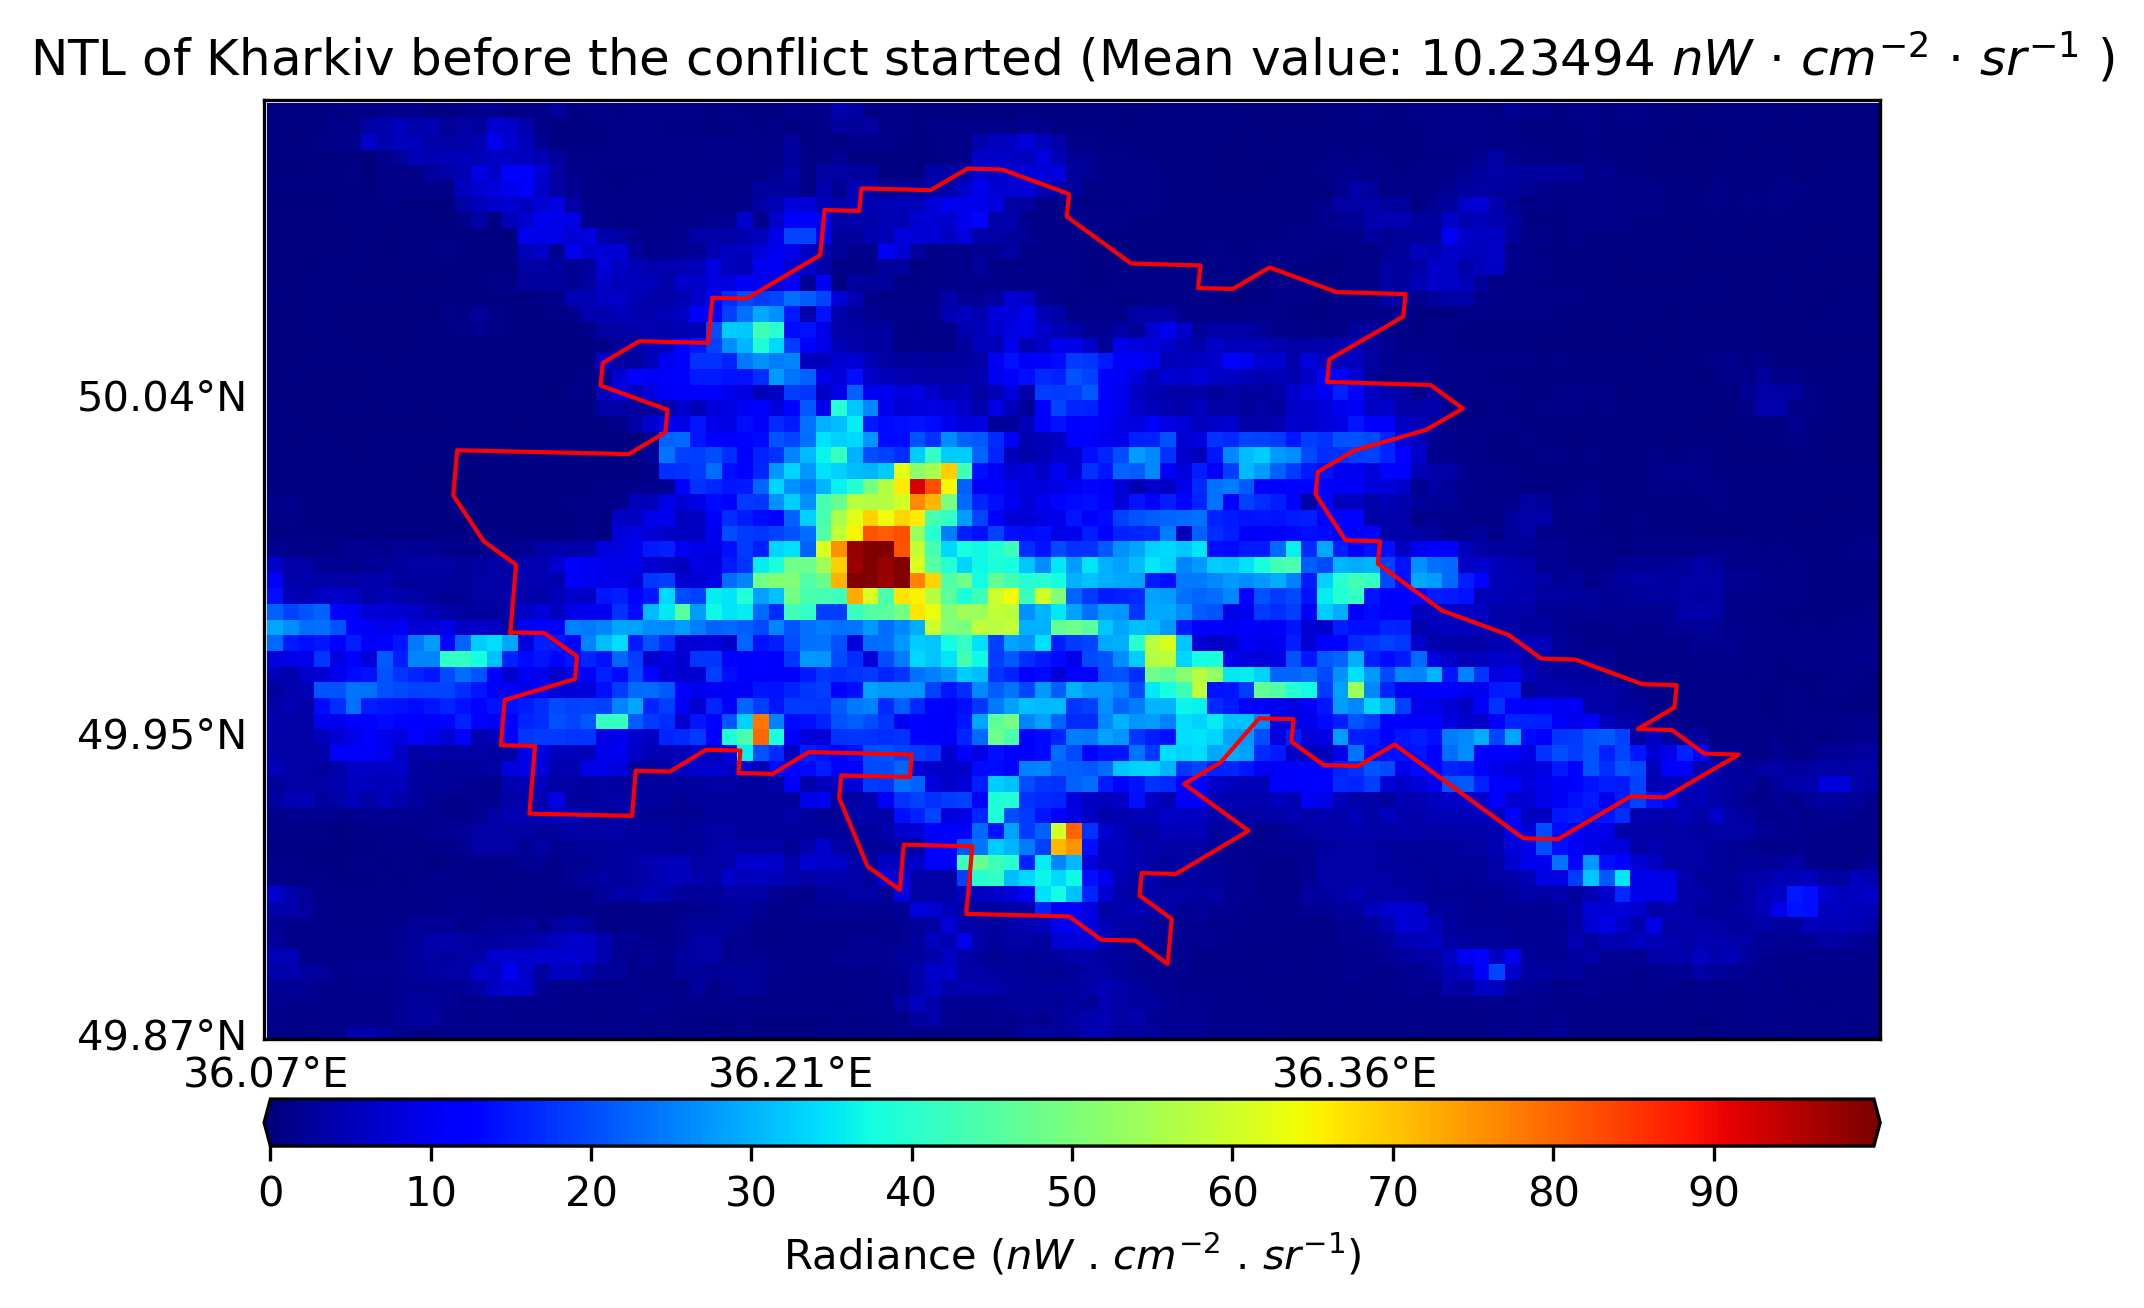 NTL of Kharkiv before the conflict started (Mean value: 10.23494 nW · cm⁻² · sr⁻¹ )
50.04°N
49.95°N
49.87°N
36.07°E 36.21°E 36.36°E
0 10 20 30 40 50 60 70 80 90
Radiance (nW . cm⁻² . sr⁻¹)